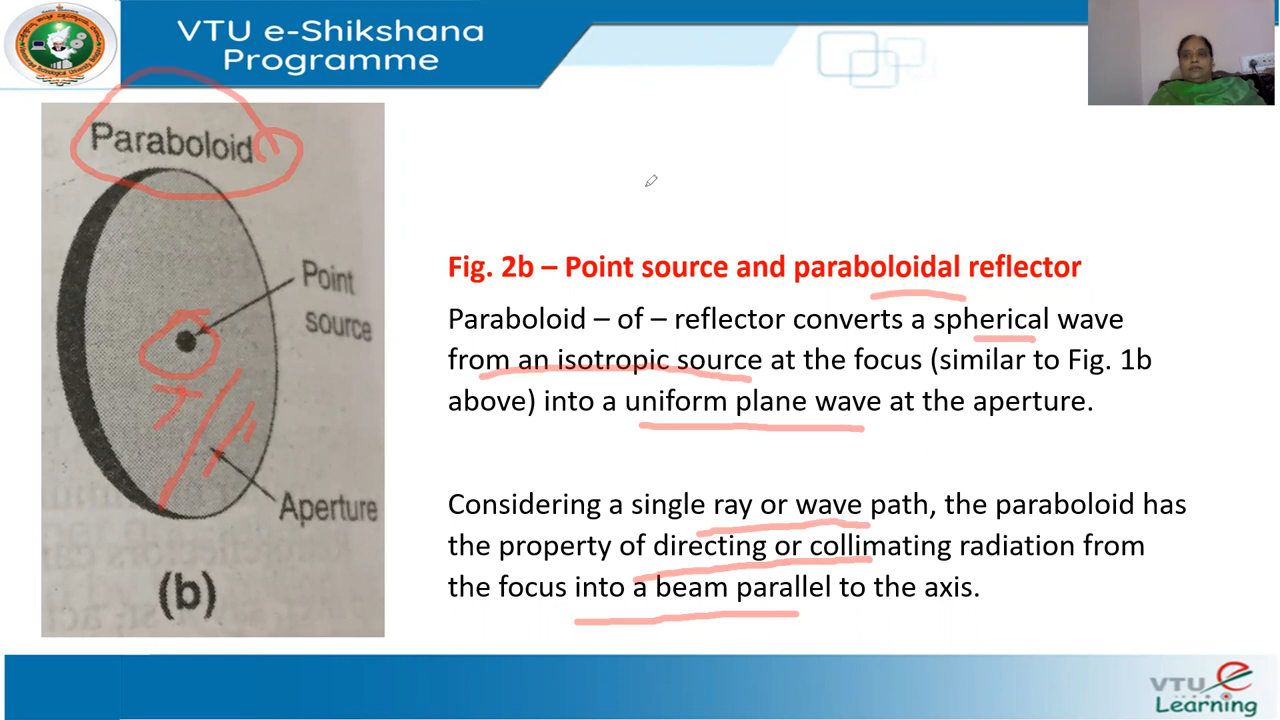 VTU e-Shikshana
Programme
Paraboloid
Point
source
Aperture
(b)
Fig. 2b – Point source and paraboloidal reflector
Paraboloid – of – reflector converts a spherical wave
from an isotropic source at the focus (similar to Fig. 1b
above) into a uniform plane wave at the aperture.
Considering a single ray or wave path, the paraboloid has
the property of directing or collimating radiation from
the focus into a beam parallel to the axis.
VTU e
Learning